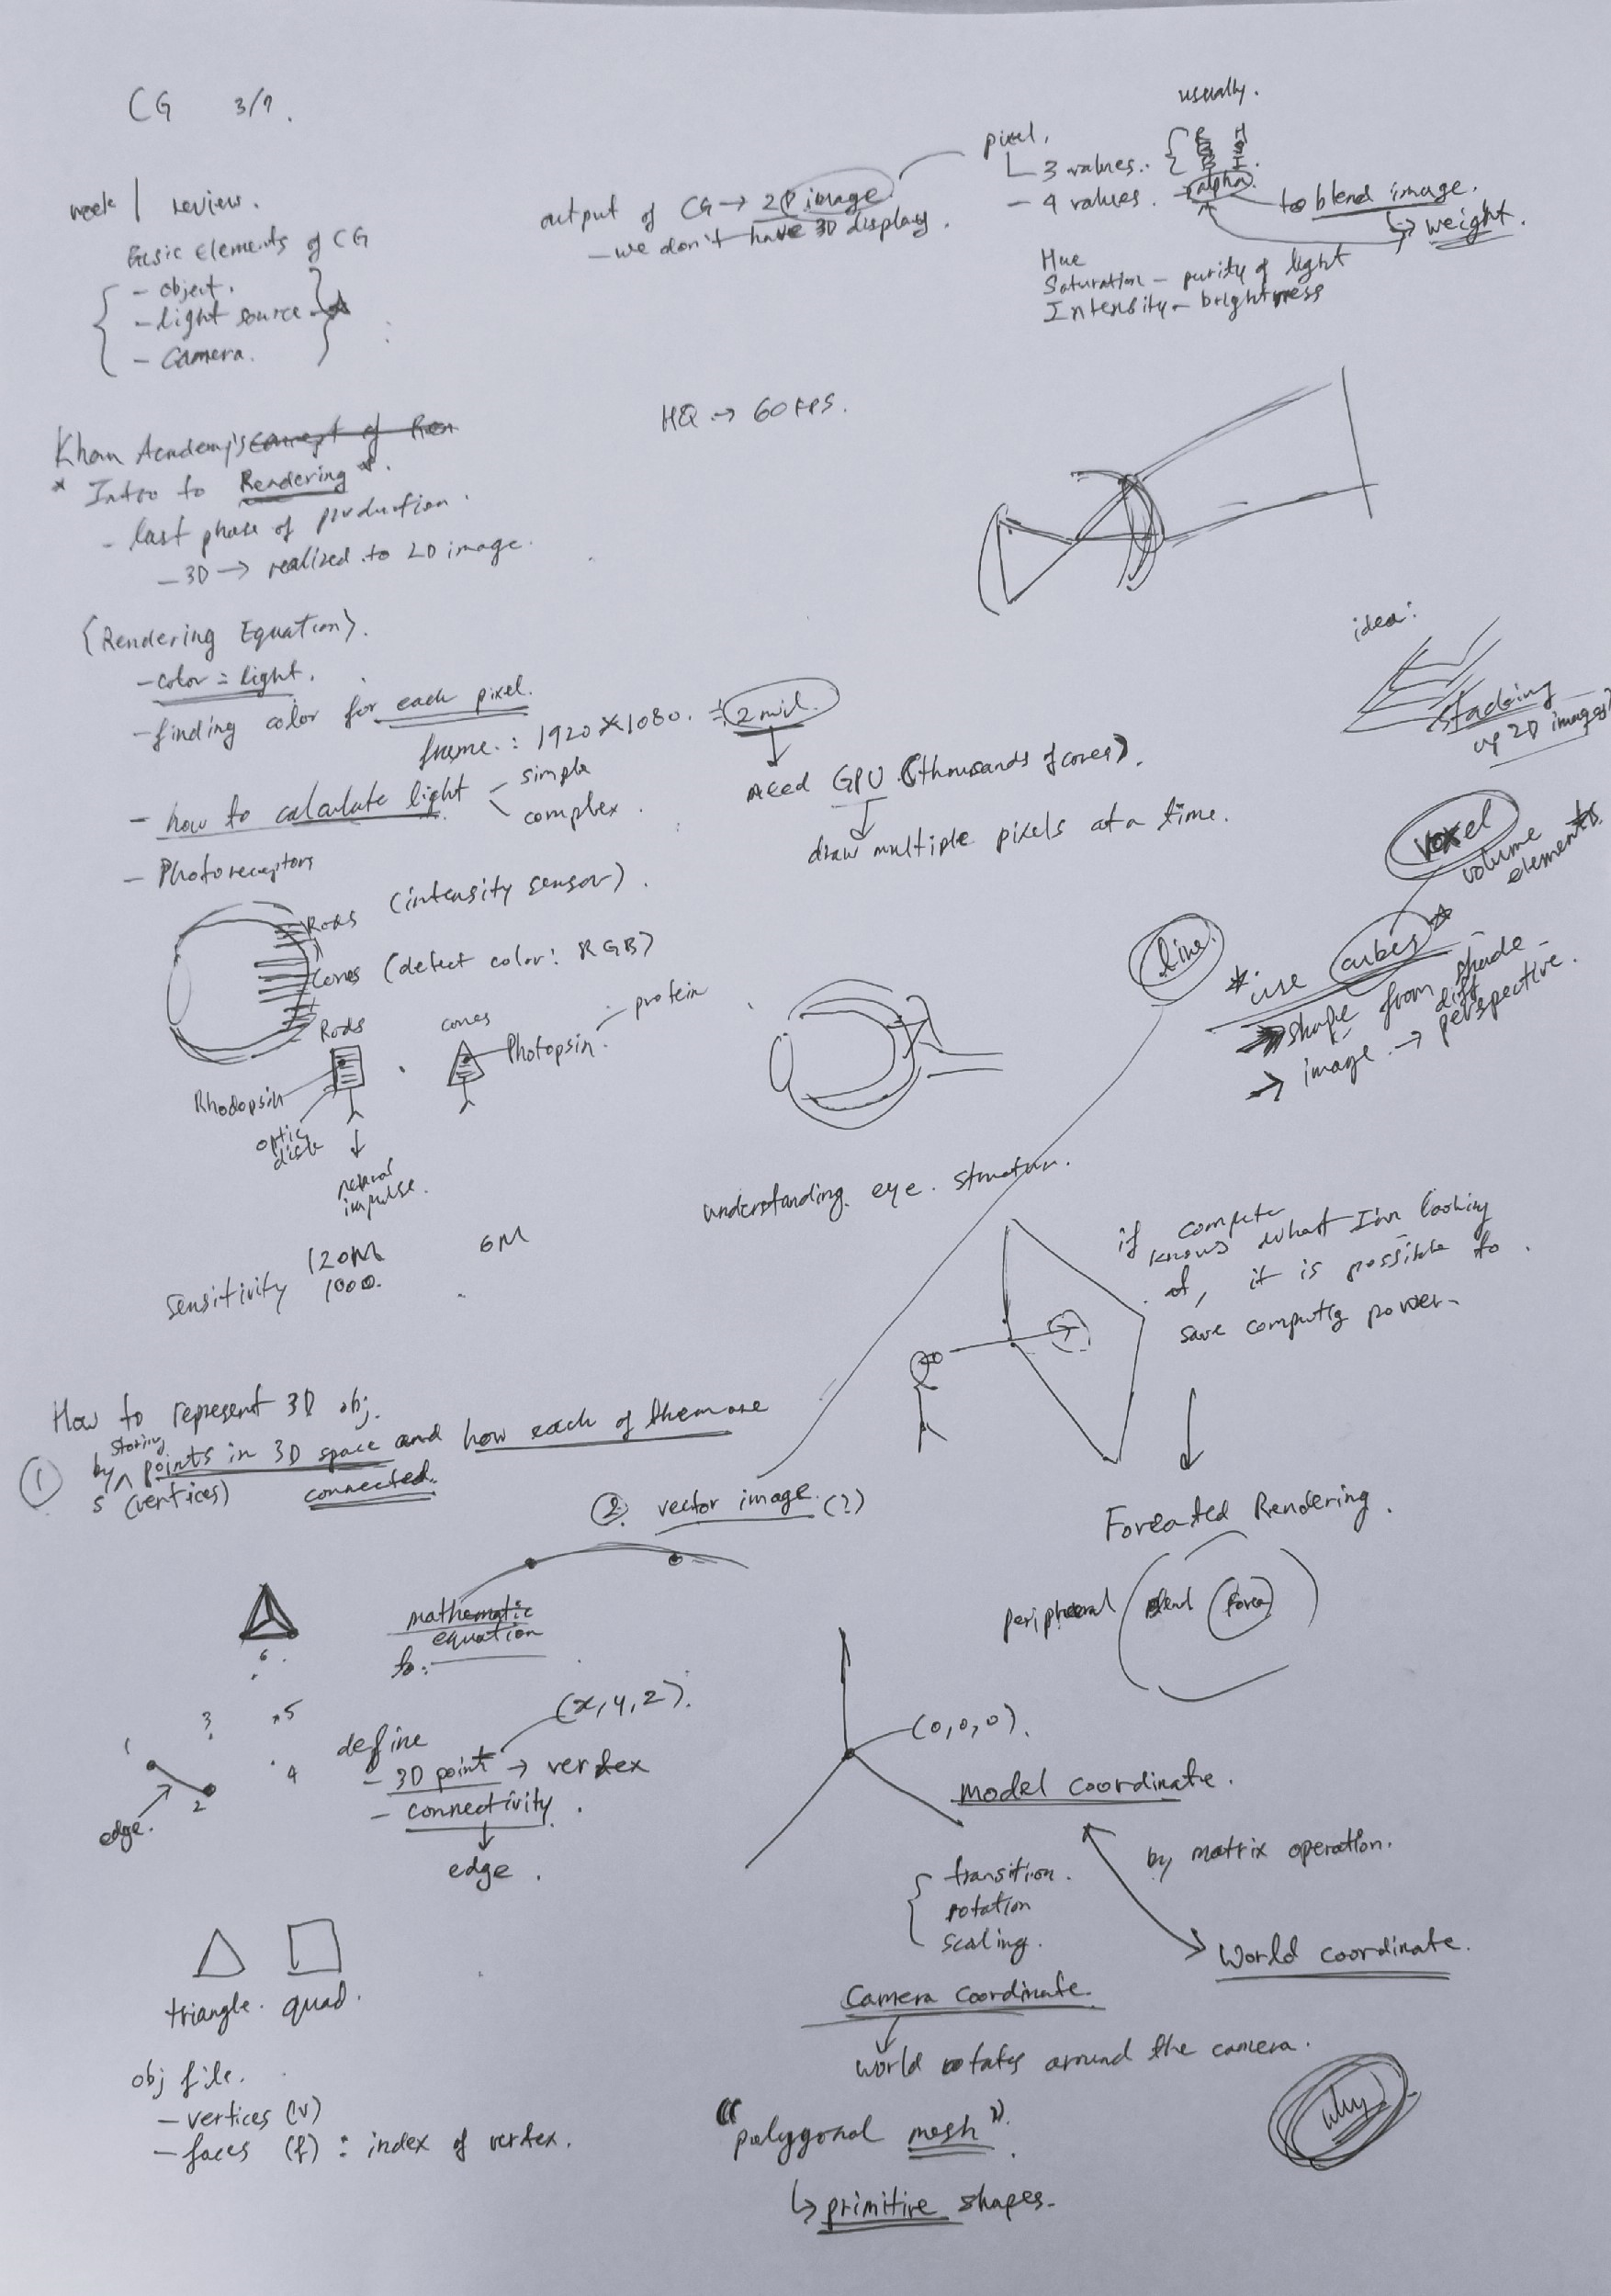 CG 3/7.
week 1 review.
Basic Elements of CG
- object.
- light source
- Camera.
output of CG → 2D image
- we don't have 3D display.
pixel.
3 values.
- 4 values. → alpha
usually.
R H
G S
B I.
to blend image.
↳ weight.
Hue
Saturation - purity of light
Intensity - brightness
Khan Academy's concept of Ren
* Intro to Rendering *.
- last phase of production.
- 3D → realized to 2D image.
HQ → 60 FPS.
<Rendering Equation>.
- color = light.
- finding color for each pixel.
frame : 1920 × 1080. ≒ 2 mil.
need GPU (thousands of cores).
draw multiple pixels at a time.
- how to calculate light
simple
complex.
- Photoreceptors
Rods (intensity sensor).
Cones (detect color: RGB)
Rods
cones
Photopsin.
protein
Rhodopsin
optic
disk
neural
impulse.
120M 6M
Sensitivity 1000.
understanding eye structure.
idea:
stacking
up 2D images
voxel
volume
elements
line.
* use cubes
shape from shade
diff
→ image → perspective.
if computer
knows what I'm looking
at, it is possible to
save computig power.
Foveated Rendering.
peripheral
fovea
How to represent 3D obj.
① by storing points in 3D space and how each of them are
(vertices) connected.
② vector image (?)
mathematic
equation
to:
1
2
3
4
5
6
edge.
define
- 3D point → vertex
(x, y, z).
- connectivity.
edge.
(0,0,0).
model coordinate.
by matrix operation.
transition.
rotation
scaling.
World coordinate.
Camera coordinate.
world rotates around the camera.
why
triangle. quad.
obj file.
- vertices (v)
- faces (f) : index of vertex.
"polygonal mesh".
↳ primitive shapes.